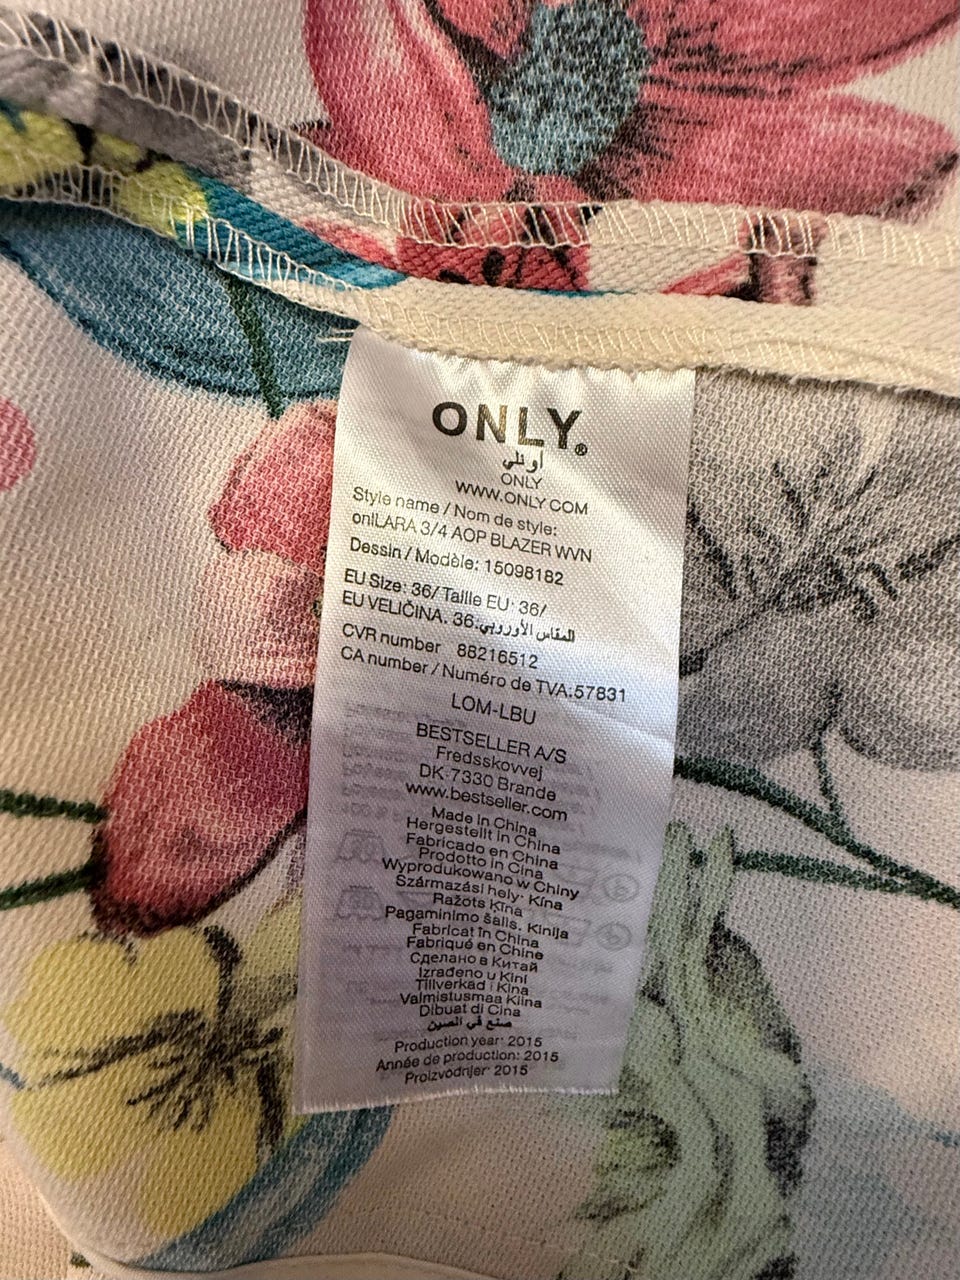 ONLY®
أونلي
ONLY
WWW.ONLY.COM
Style name / Nom de style:
onlLARA 3/4 AOP BLAZER WVN
Dessin / Modèle: 15098182
EU Size: 36/ Taille EU: 36/
EU VELIČINA. 36:المقاس الأوروبي
CVR number 88216512
CA number / Numéro de TVA:57831
LOM-LBU
BESTSELLER A/S
Fredsskovvej
DK-7330 Brande
www.bestseller.com
Made in China
Hergestellt in China
Fabricado en China
Prodotto in Cina
Wyprodukowano w Chiny
Származási hely: Kína
Ražots Ķīna
Pagaminimo šalis. Kinija
Fabricat în China
Fabriqué en Chine
Сделано в Китай
Izrađeno u Kini
Tillverkad i Kina
Valmistusmaa Kiina
Dibuat di Cina
صنع في الصين
Production year: 2015
Année de production: 2015
Proizvodnjer: 2015